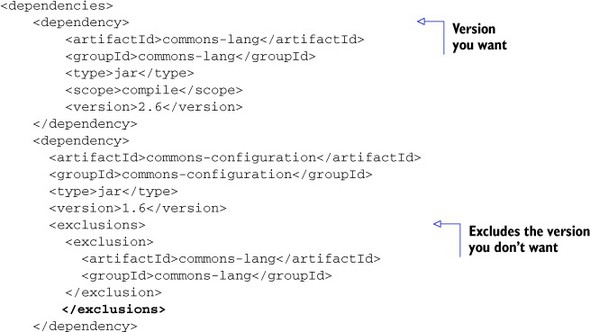 <dependencies>
<dependency>
<artifactId>commons-lang</artifactId>
<groupId>commons-lang</groupId>
<type>jar</type>
<scope>compile</scope>
<version>2.6</version>
</dependency>
<dependency>
<artifactId>commons-configuration</artifactId>
<groupId>commons-configuration</groupId>
<type>jar</type>
<version>1.6</version>
<exclusions>
<exclusion>
<artifactId>commons-lang</artifactId>
<groupId>commons-lang</groupId>
</exclusion>
</exclusions>
</dependency>
Version
you want
Excludes the version
you don't want